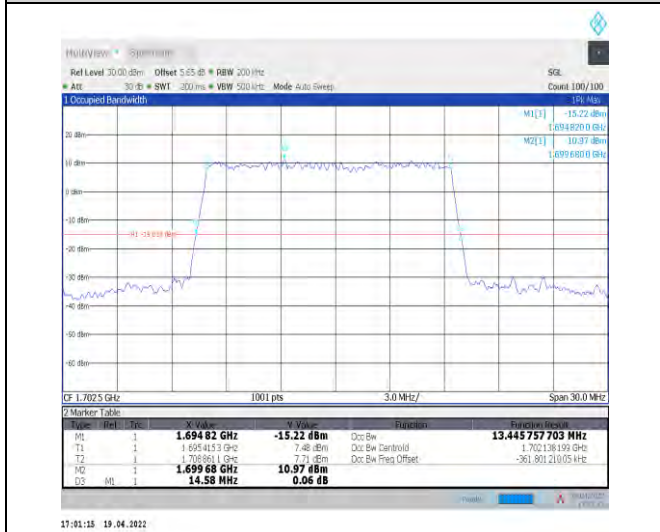 MultiView Spectrum
Ref Level 30.00 dBm Offset 5.65 dB RBW 200 kHz SGL
Att 30 dB SWT 200 ms VBW 500 kHz Mode Auto Sweep Count 100/100
1 Occupied Bandwidth 1Pk Max
M1[1] -15.22 dBm
1.6948200 GHz
20 dBm
M2[1] 10.97 dBm
1.6996800 GHz
10 dBm
0 dBm
-10 dBm
-20 dBm
-30 dBm
-40 dBm
-50 dBm
-60 dBm
CF 1.7025 GHz 1001 pts 3.0 MHz/ Span 30.0 MHz
2 Marker Table
Type Ref Trc X-Value Y-Value Function Function Result
M1 1 1.694 82 GHz -15.22 dBm Occ Bw 13.445 757 703 MHz
T1 1 1.695 415 3 GHz 7.48 dBm Occ Bw Centroid 1.702 138 199 GHz
T2 1 1.708 861 1 GHz 7.71 dBm Occ Bw Freq Offset -361.801 210 05 kHz
M2 1 1.699 68 GHz 10.97 dBm
D3 M1 1 14.58 MHz 0.06 dB
17:01:15 19.04.2022